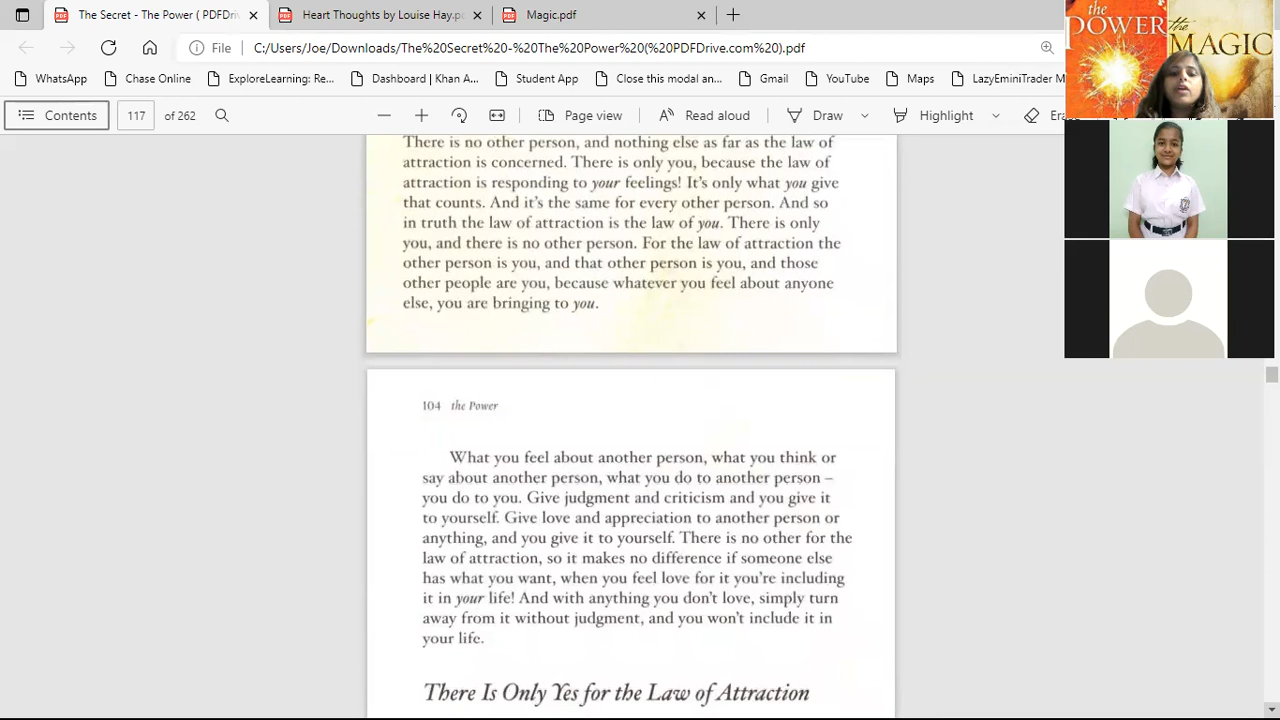 The Secret - The Power ( PDFDri
Heart Thoughts by Louise Hay.p
Magic.pdf
File
C:/Users/Joe/Downloads/The%20Secret%20-%20The%20Power%20(%20PDFDrive.com%20).pdf
WhatsApp
Chase Online
ExploreLearning: Re...
Dashboard | Khan A...
Student App
Close this modal an...
Gmail
YouTube
Maps
LazyEminiTrader M
Contents
117
of 262
Page view
Read aloud
Draw
Highlight
Era
the
POWER
the
MAGIC
There is no other person, and nothing else as far as the law of
attraction is concerned. There is only you, because the law of
attraction is responding to your feelings! It's only what you give
that counts. And it's the same for every other person. And so
in truth the law of attraction is the law of you. There is only
you, and there is no other person. For the law of attraction the
other person is you, and that other person is you, and those
other people are you, because whatever you feel about anyone
else, you are bringing to you.
104 the Power
What you feel about another person, what you think or
say about another person, what you do to another person –
you do to you. Give judgment and criticism and you give it
to yourself. Give love and appreciation to another person or
anything, and you give it to yourself. There is no other for the
law of attraction, so it makes no difference if someone else
has what you want, when you feel love for it you're including
it in your life! And with anything you don't love, simply turn
away from it without judgment, and you won't include it in
your life.
There Is Only Yes for the Law of Attraction